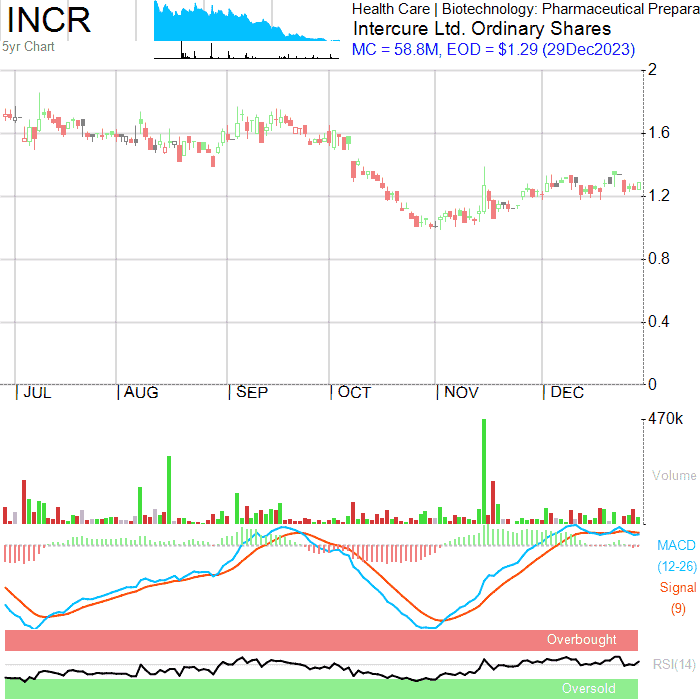 INCR
5yr Chart
Health Care | Biotechnology: Pharmaceutical Prepara
Intercure Ltd. Ordinary Shares
MC = 58.8M, EOD = $1.29 (29Dec2023)
2
1.6
1.2
0.8
0.4
0
| JUL | AUG | SEP | OCT | NOV | DEC
470k
Volume
MACD
(12-26)
Signal
(9)
Overbought
RSI(14)
Oversold